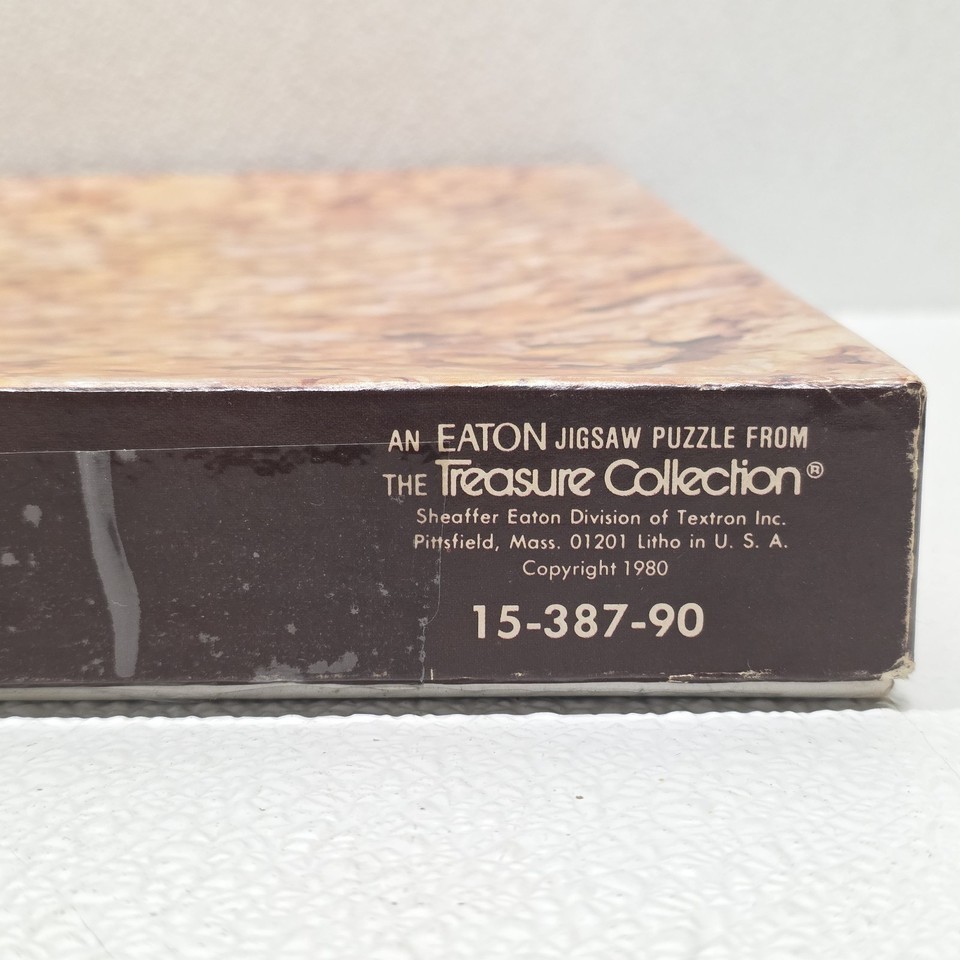 AN EATON JIGSAW PUZZLE FROM
THE Treasure Collection®
Sheaffer Eaton Division of Textron Inc.
Pittsfield, Mass. 01201 Litho in U. S. A.
Copyright 1980
15-387-90